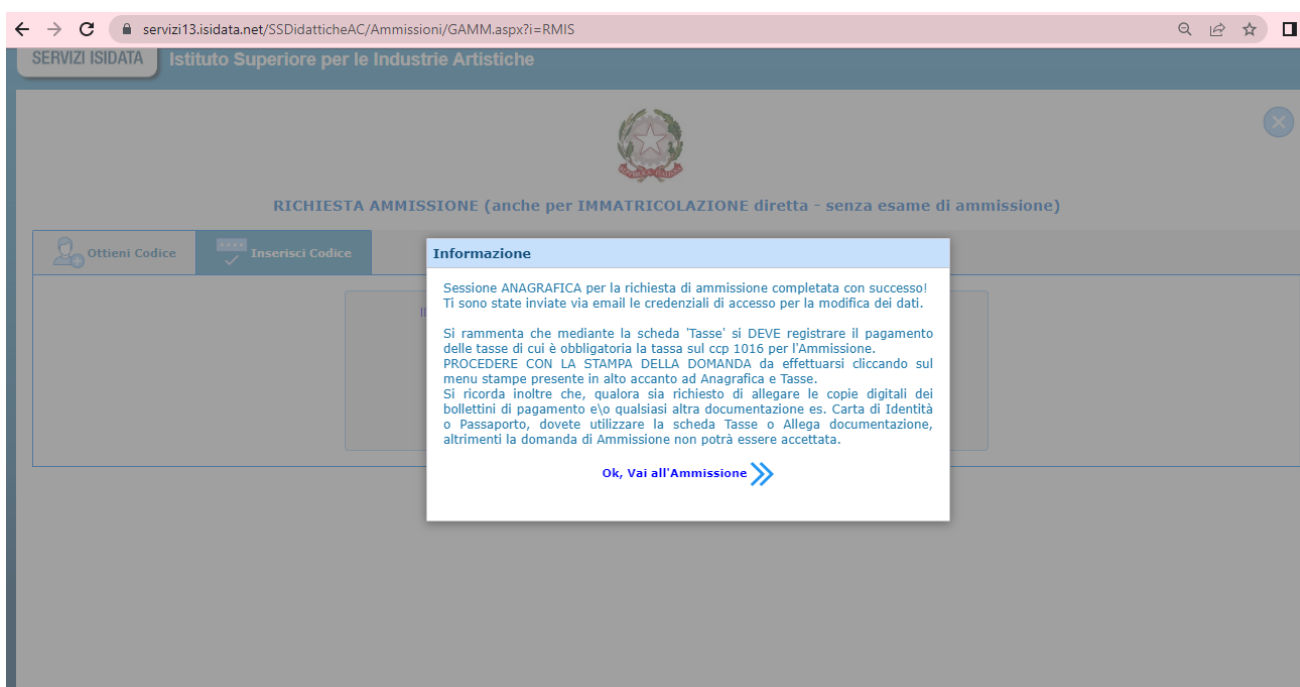 servizi13.isidata.net/SSDidatticheAC/Ammissioni/GAMM.aspx?i=RMIS
SERVIZI ISIDATA Istituto Superiore per le Industrie Artistiche
RICHIESTA AMMISSIONE (anche per IMMATRICOLAZIONE diretta - senza esame di ammissione)
Ottieni Codice Inserisci Codice
Informazione
Sessione ANAGRAFICA per la richiesta di ammissione completata con successo!
Ti sono state inviate via email le credenziali di accesso per la modifica dei dati.
Si rammenta che mediante la scheda 'Tasse' si DEVE registrare il pagamento
delle tasse di cui è obbligatoria la tassa sul ccp 1016 per l'Ammissione.
PROCEDERE CON LA STAMPA DELLA DOMANDA da effettuarsi cliccando sul
menu stampe presente in alto accanto ad Anagrafica e Tasse.
Si ricorda inoltre che, qualora sia richiesto di allegare le copie digitali dei
bollettini di pagamento e\o qualsiasi altra documentazione es. Carta di Identità
o Passaporto, dovete utilizzare la scheda Tasse o Allega documentazione,
altrimenti la domanda di Ammissione non potrà essere accettata.
Ok, Vai all'Ammissione